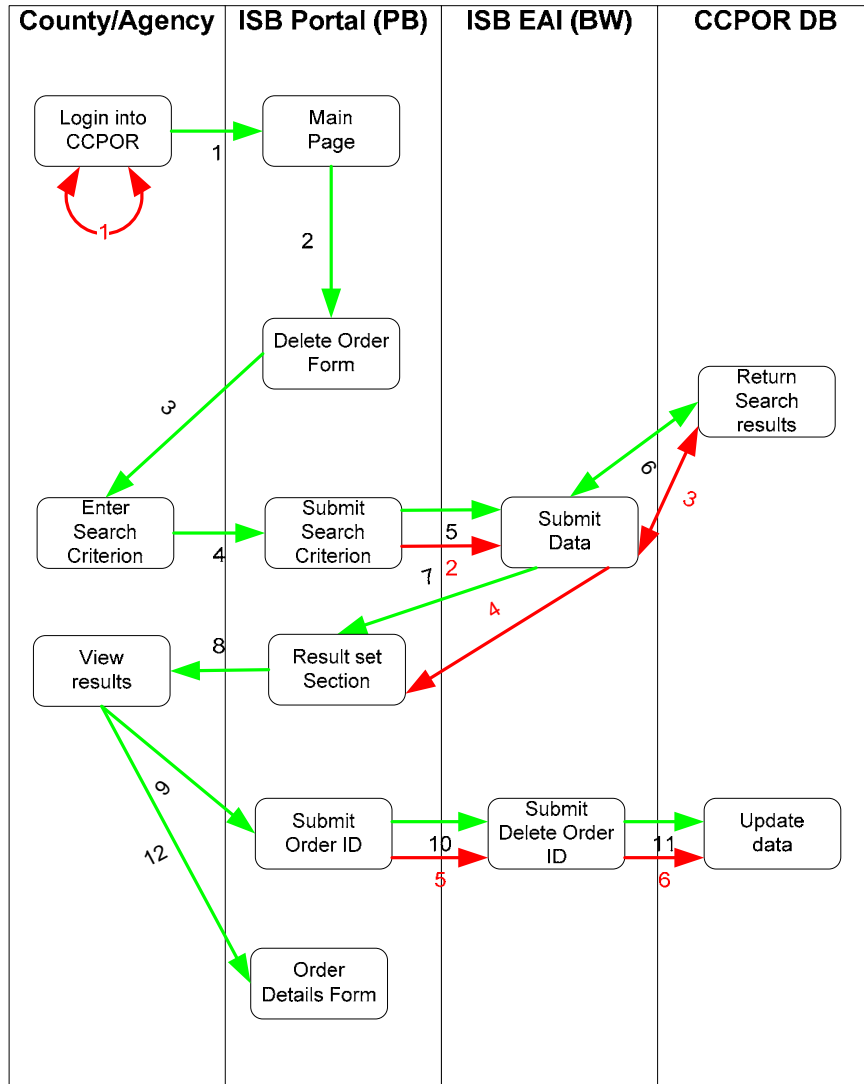 County/Agency
ISB Portal (PB)
ISB EAI (BW)
CCPOR DB
Login into
CCPOR
1
Main
Page
1
2
Delete Order
Form
3
Return
Search
results
6
3
Enter
Search
Criterion
4
Submit
Search
Criterion
5
2
Submit
Data
7
4
View
results
8
Result set
Section
9
12
Submit
Order ID
10
5
Submit
Delete Order
ID
11
6
Update
data
Order
Details Form